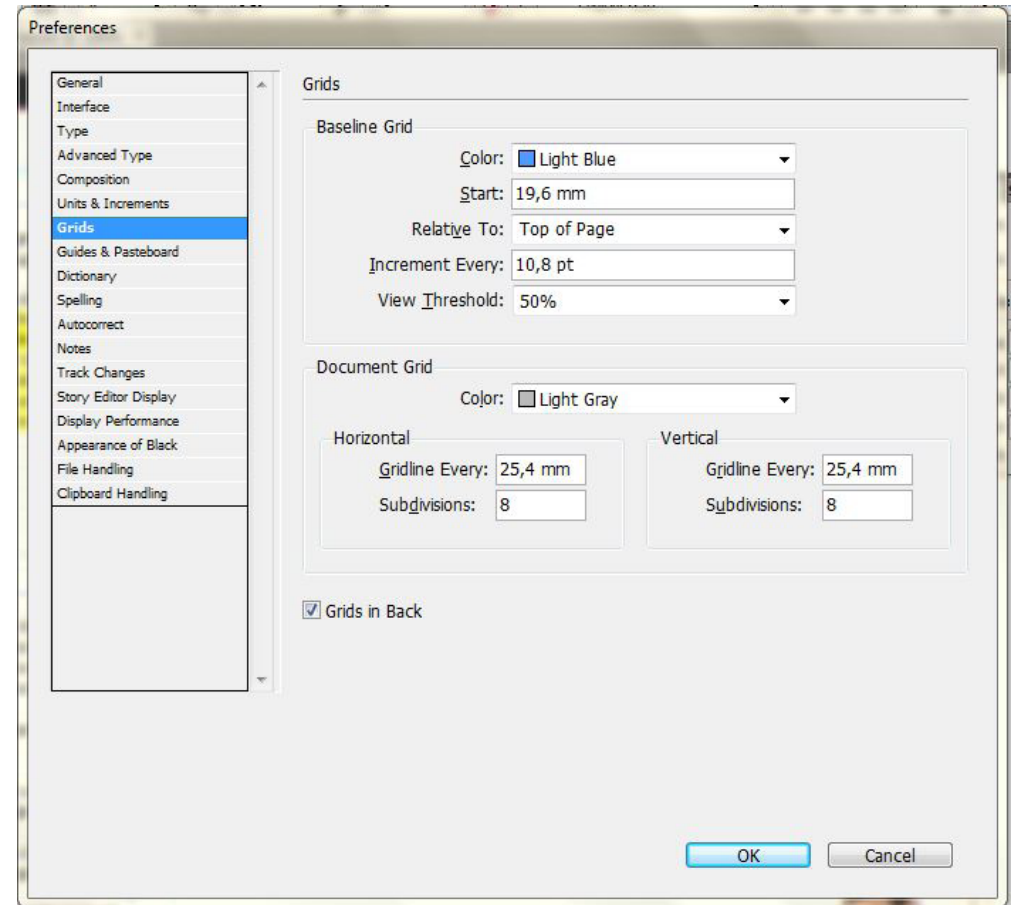 Preferences
General
Interface
Type
Advanced Type
Composition
Units & Increments
Grids
Guides & Pasteboard
Dictionary
Spelling
Autocorrect
Notes
Track Changes
Story Editor Display
Display Performance
Appearance of Black
File Handling
Clipboard Handling
Grids
Baseline Grid
Color: Light Blue
Start: 19,6 mm
Relative To: Top of Page
Increment Every: 10,8 pt
View Threshold: 50%
Document Grid
Color: Light Gray
Horizontal
Gridline Every: 25,4 mm
Subdivisions: 8
Vertical
Gridline Every: 25,4 mm
Subdivisions: 8
Grids in Back
OK
Cancel